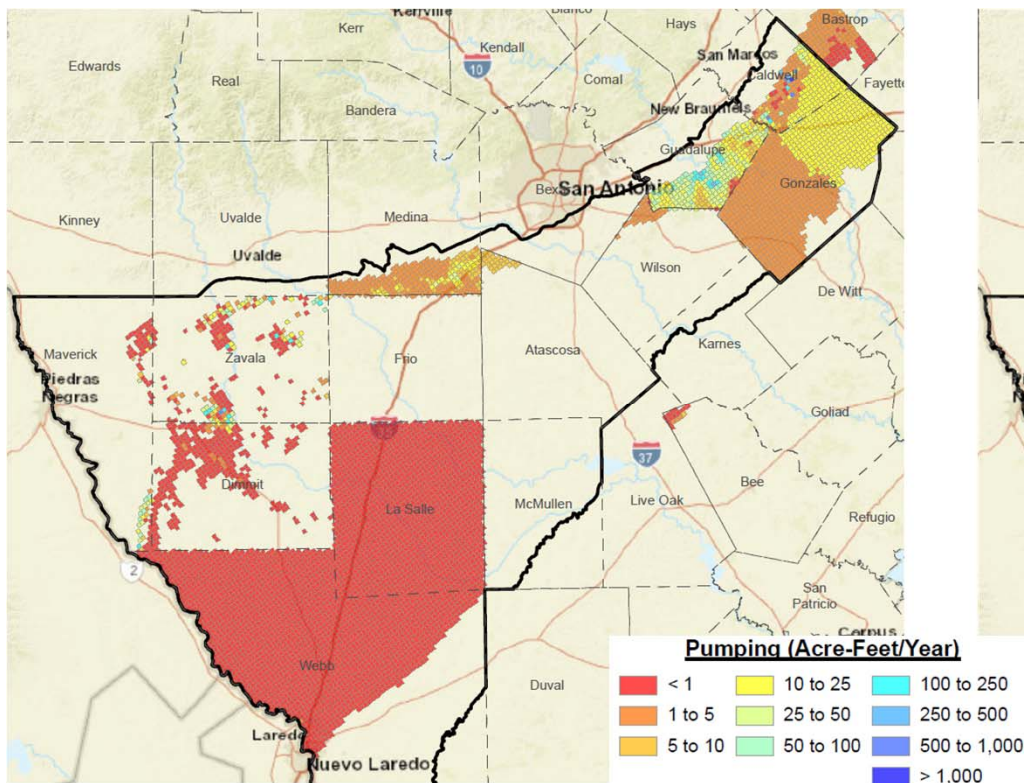 Kerrville
Kerr
Blanco
Hays
Bastrop
Edwards
Real
Kendall
10
San Marcos
Caldwell
Fayette
Bandera
Comal
New Braunfels
Guadalupe
Kinney
Uvalde
Medina
San Antonio
Gonzales
Uvalde
Wilson
De Witt
Maverick
Piedras
Negras
Zavala
Frio
Atascosa
Karnes
Goliad
37
Dimmit
La Salle
McMullen
Live Oak
Bee
Refugio
2
San
Patricio
Corpus
Webb
Duval
Laredo
Nuevo Laredo
Pumping (Acre-Feet/Year)
< 1
10 to 25
100 to 250
1 to 5
25 to 50
250 to 500
5 to 10
50 to 100
500 to 1,000
> 1,000